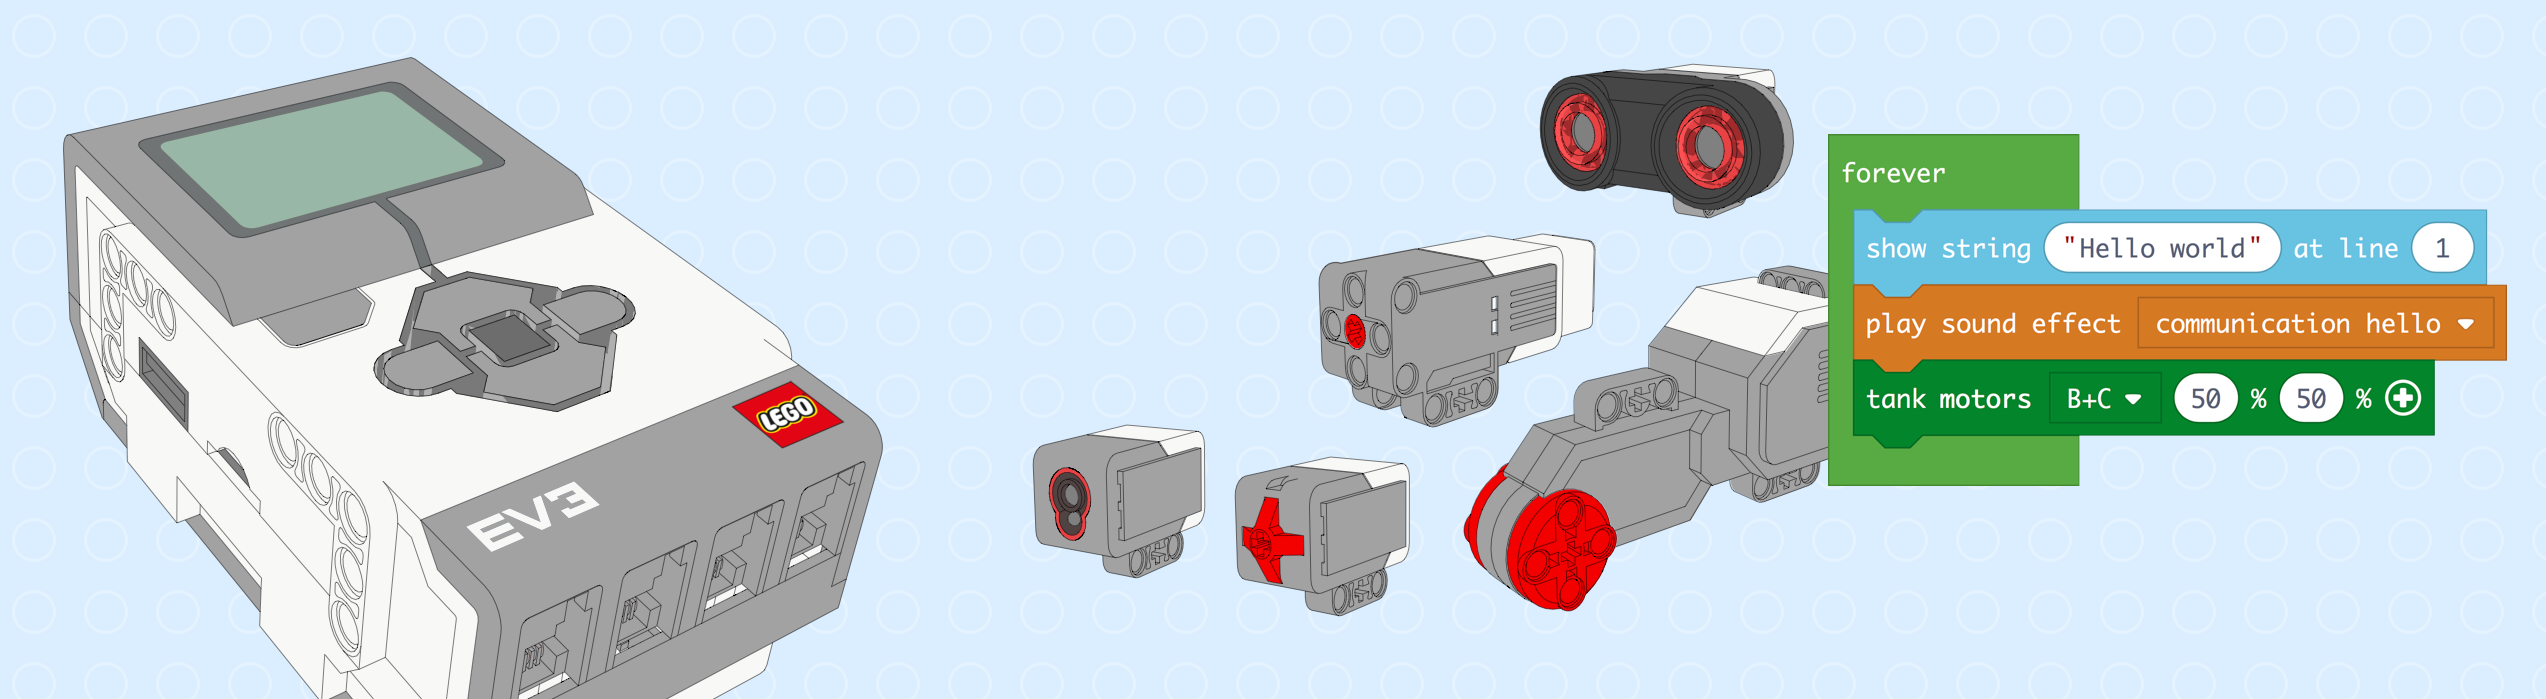 LEGO
EV3
forever
show string "Hello world" at line 1
play sound effect communication hello
tank motors B+C 50 % 50 %